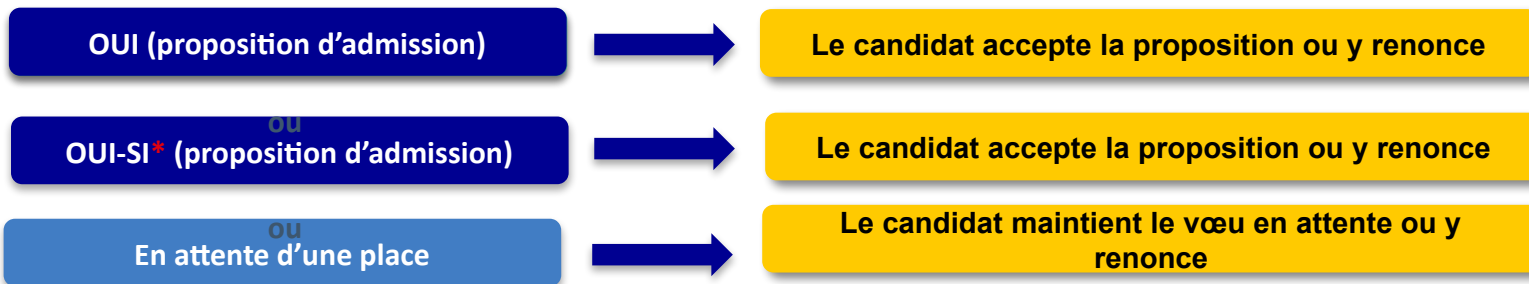 OUI (proposition d'admission)
Le candidat accepte la proposition ou y renonce
ou
OUI-SI* (proposition d'admission)
Le candidat accepte la proposition ou y renonce
ou
En attente d'une place
Le candidat maintient le vœu en attente ou y
renonce